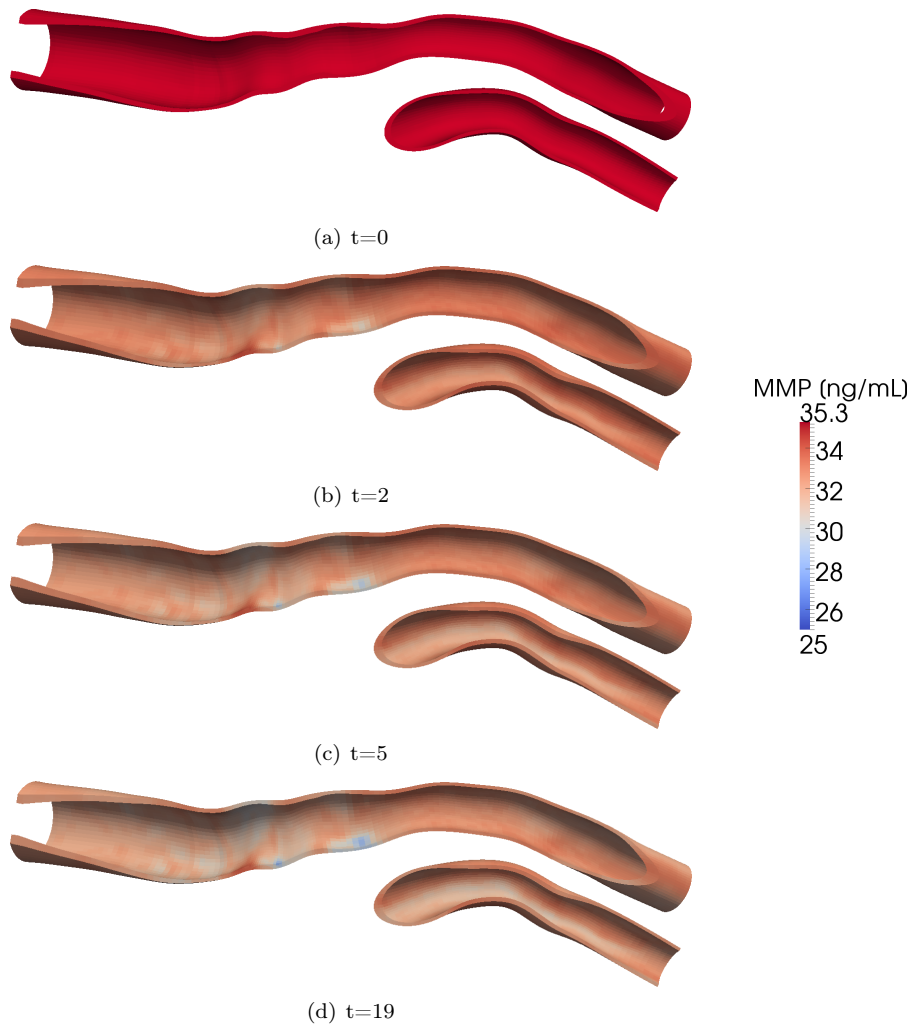 (a) t=0
(b) t=2
MMP (ng/mL)
35.3
34
32
30
28
26
25
(c) t=5
(d) t=19